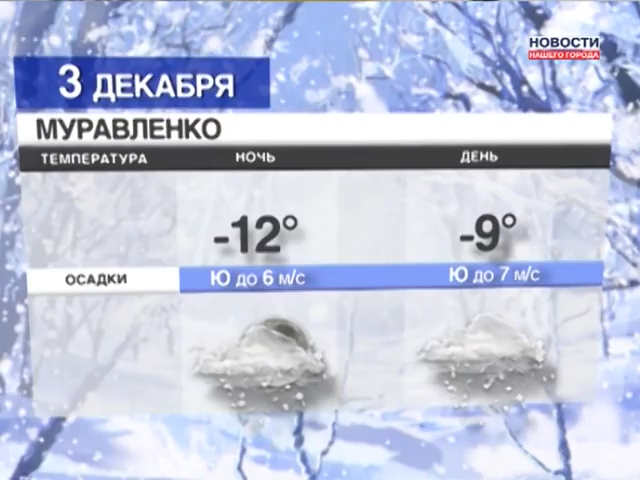 НОВОСТИ
НАШЕГО ГОРОДА
3 ДЕКАБРЯ
МУРАВЛЕНКО
ТЕМПЕРАТУРА НОЧЬ ДЕНЬ
-12° -9°
ОСАДКИ Ю ДО 6 М/С Ю ДО 7 М/С